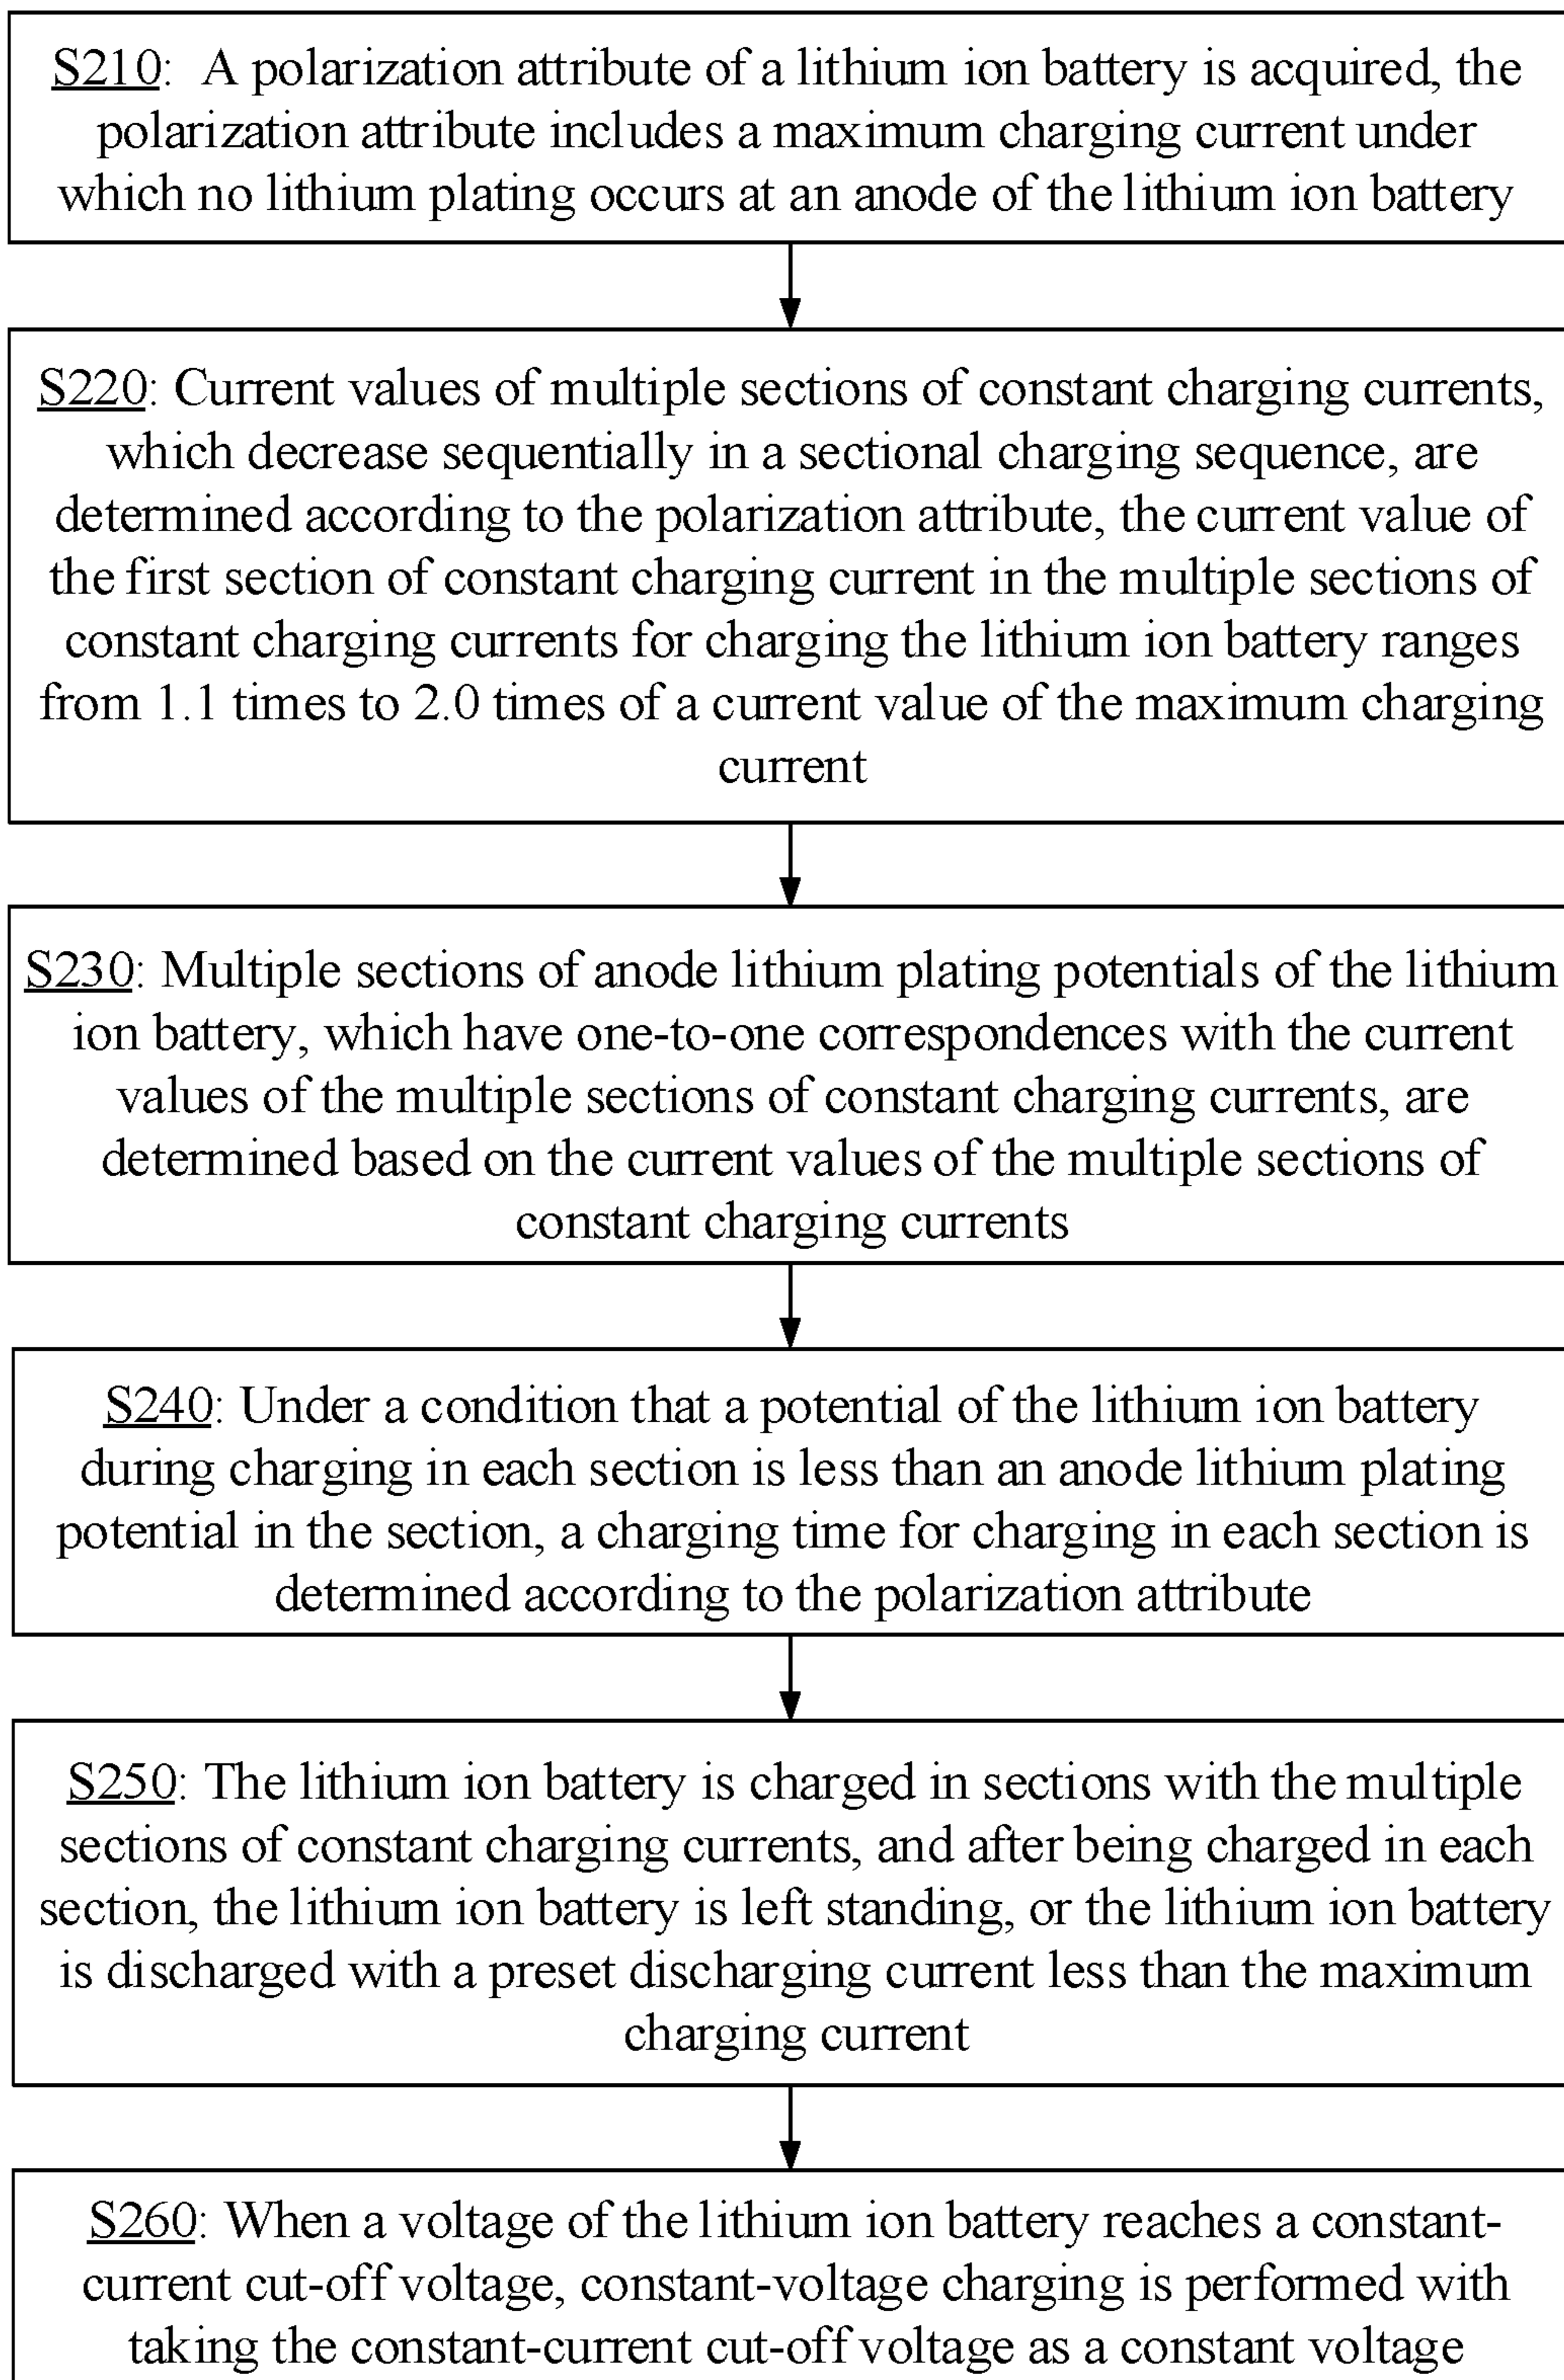 S210: A polarization attribute of a lithium ion battery is acquired, the
polarization attribute includes a maximum charging current under
which no lithium plating occurs at an anode of the lithium ion battery
S220: Current values of multiple sections of constant charging currents,
which decrease sequentially in a sectional charging sequence, are
determined according to the polarization attribute, the current value of
the first section of constant charging current in the multiple sections of
constant charging currents for charging the lithium ion battery ranges
from 1.1 times to 2.0 times of a current value of the maximum charging
current
S230: Multiple sections of anode lithium plating potentials of the lithium
ion battery, which have one-to-one correspondences with the current
values of the multiple sections of constant charging currents, are
determined based on the current values of the multiple sections of
constant charging currents
S240: Under a condition that a potential of the lithium ion battery
during charging in each section is less than an anode lithium plating
potential in the section, a charging time for charging in each section is
determined according to the polarization attribute
S250: The lithium ion battery is charged in sections with the multiple
sections of constant charging currents, and after being charged in each
section, the lithium ion battery is left standing, or the lithium ion battery
is discharged with a preset discharging current less than the maximum
charging current
S260: When a voltage of the lithium ion battery reaches a constant-
current cut-off voltage, constant-voltage charging is performed with
taking the constant-current cut-off voltage as a constant voltage